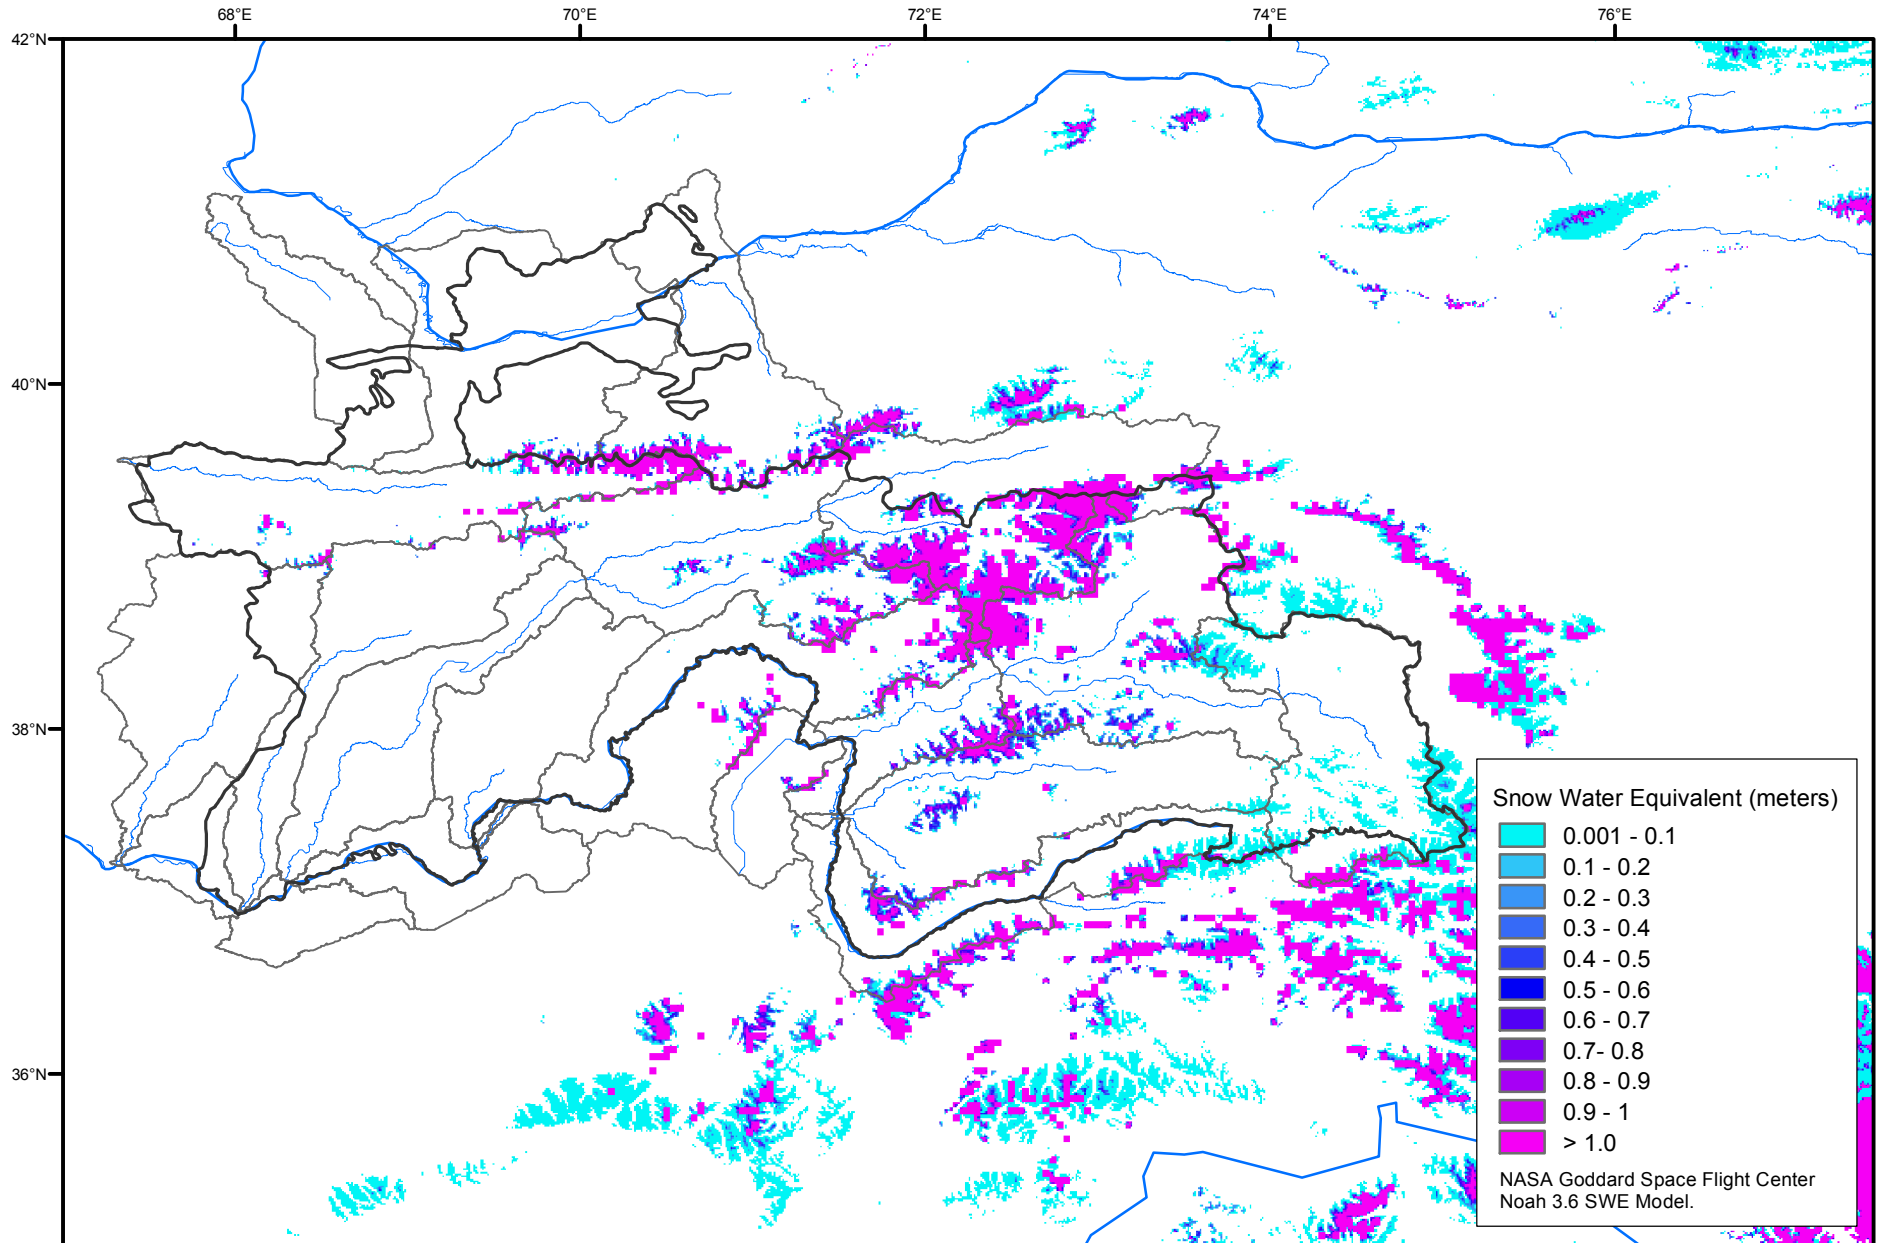 68°E 70°E 72°E 74°E 76°E
42°N
40°N
38°N
36°N
Snow Water Equivalent (meters)
0.001 - 0.1
0.1 - 0.2
0.2 - 0.3
0.3 - 0.4
0.4 - 0.5
0.5 - 0.6
0.6 - 0.7
0.7- 0.8
0.8 - 0.9
0.9 - 1
> 1.0
NASA Goddard Space Flight Center
Noah 3.6 SWE Model.